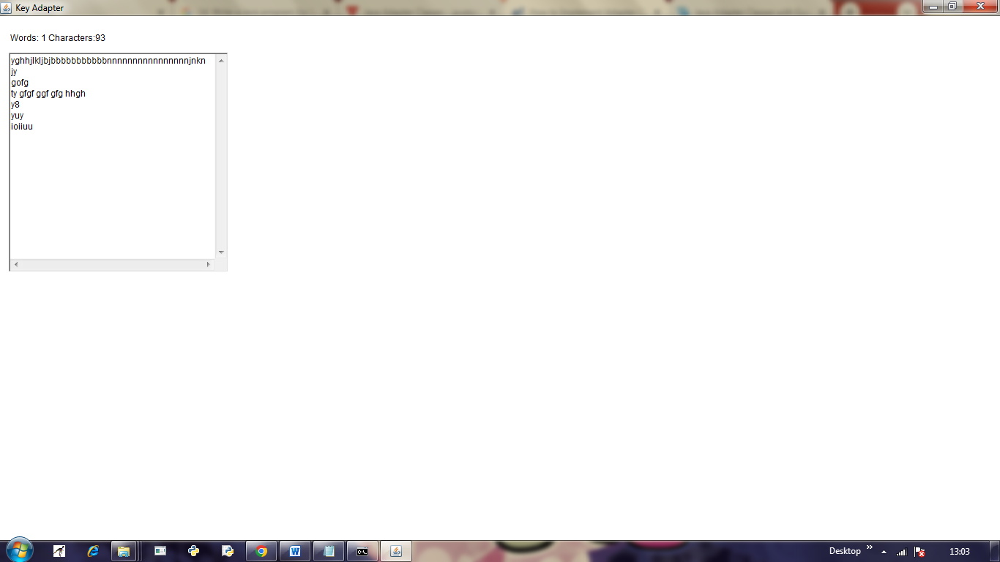 Key Adapter
Words: 1 Characters:93
yghhjlkljbjbbbbbbbbbbbnnnnnnnnnnnnnnnnjnkn
jy
gofg
ty gfgf ggf gfg hhgh
y8
yuy
ioiiuu
Desktop
13:03